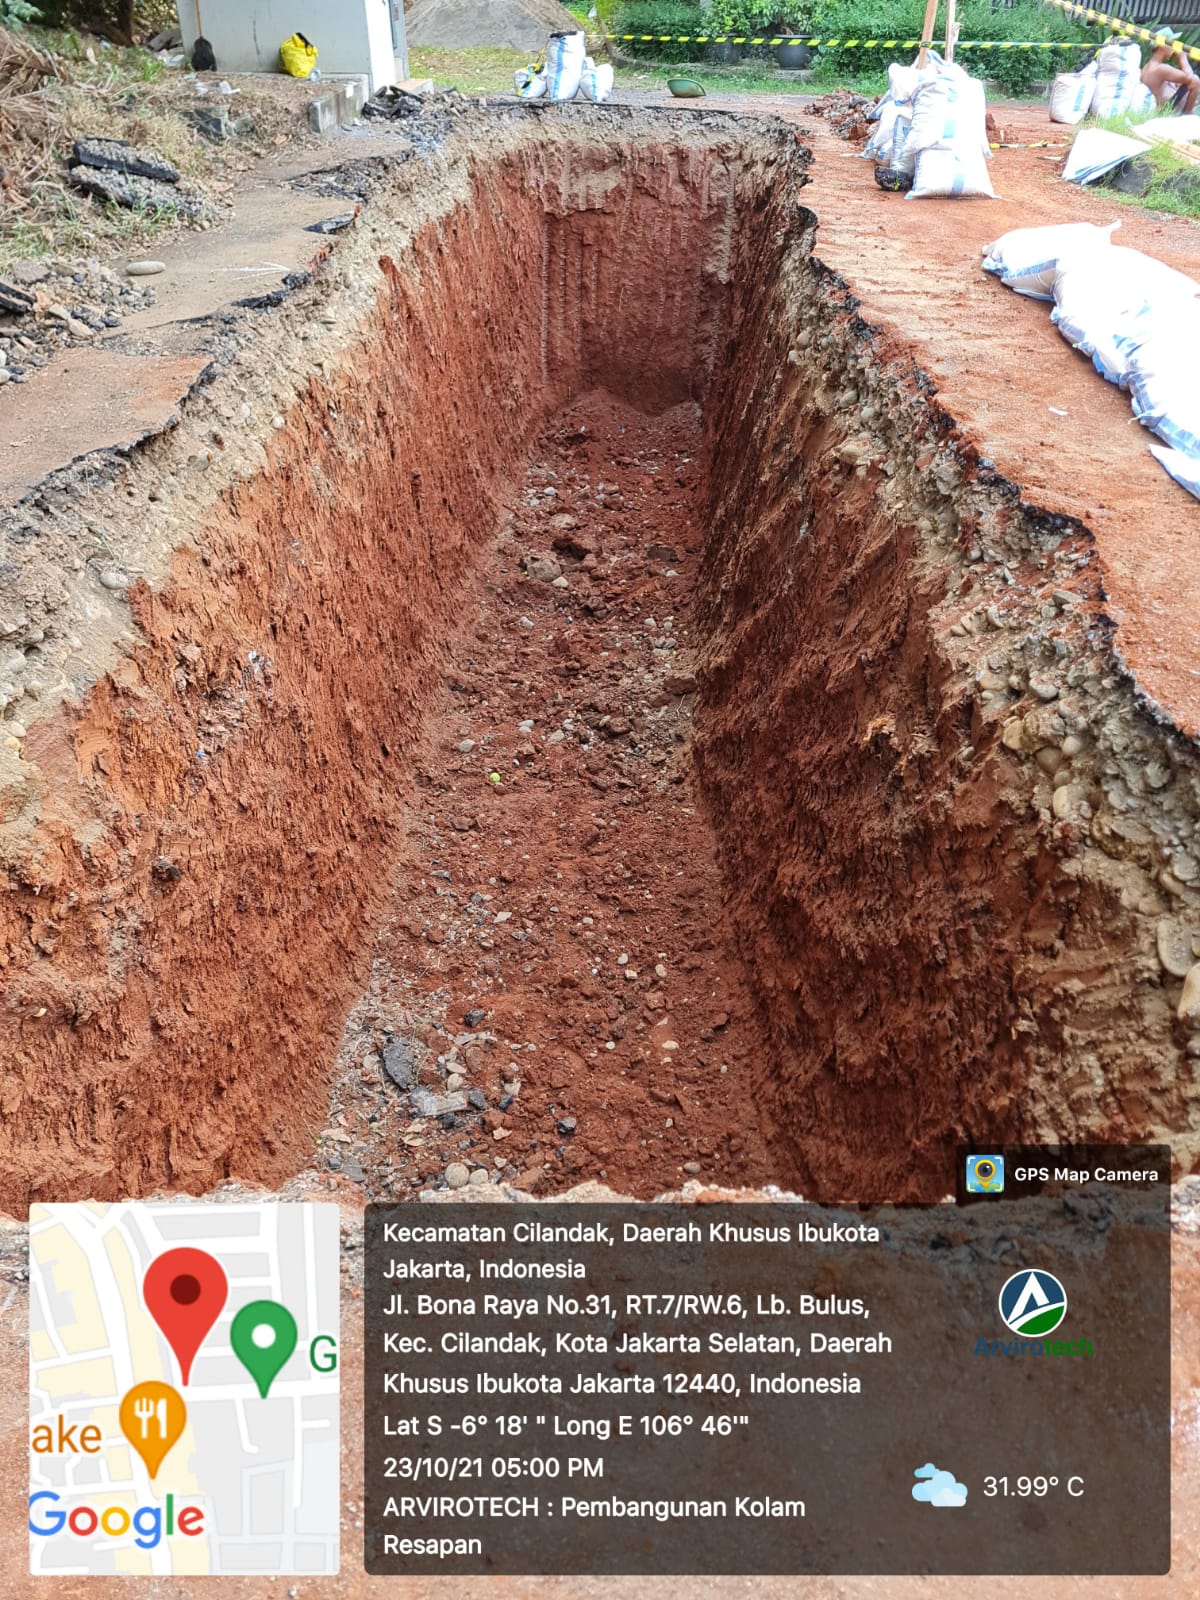 GPS Map Camera
Kecamatan Cilandak, Daerah Khusus Ibukota
Jakarta, Indonesia
Jl. Bona Raya No.31, RT.7/RW.6, Lb. Bulus,
Kec. Cilandak, Kota Jakarta Selatan, Daerah
Khusus Ibukota Jakarta 12440, Indonesia
Lat S -6° 18' " Long E 106° 46'"
23/10/21 05:00 PM
ARVIROTECH : Pembangunan Kolam
Resapan
Arvirotech
31.99° C
G
ake
Google